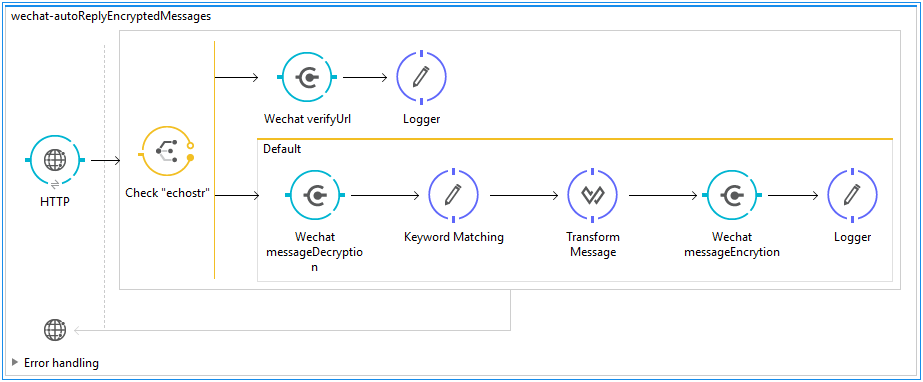 wechat-autoReplyEncryptedMessages
Wechat verifyUrl
Logger
Default
HTTP
Check "echostr"
Wechat
messageDecryptio
n
Keyword Matching
Transform
Message
Wechat
messageEncrytion
Logger
Error handling